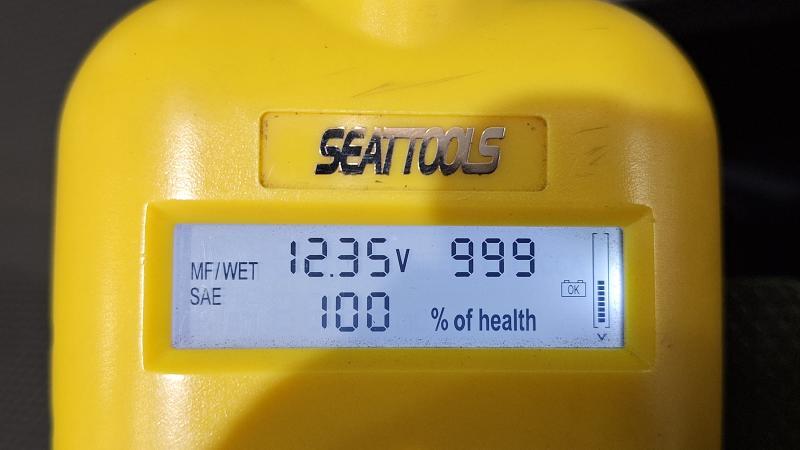 SEATTOOLS
MF/WET 12.35V 999
SAE 100 % of health
OK